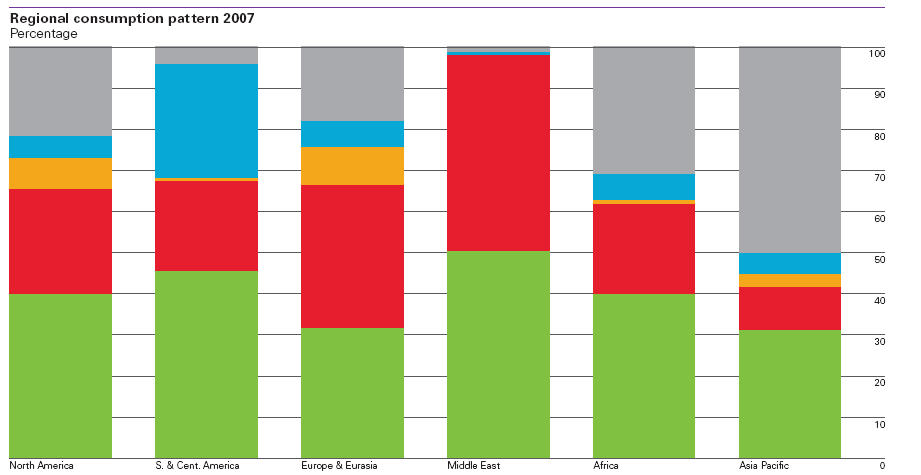 Regional consumption pattern 2007
Percentage
100
90
80
70
60
50
40
30
20
10
0
North America
S. & Cent. America
Europe & Eurasia
Middle East
Africa
Asia Pacific